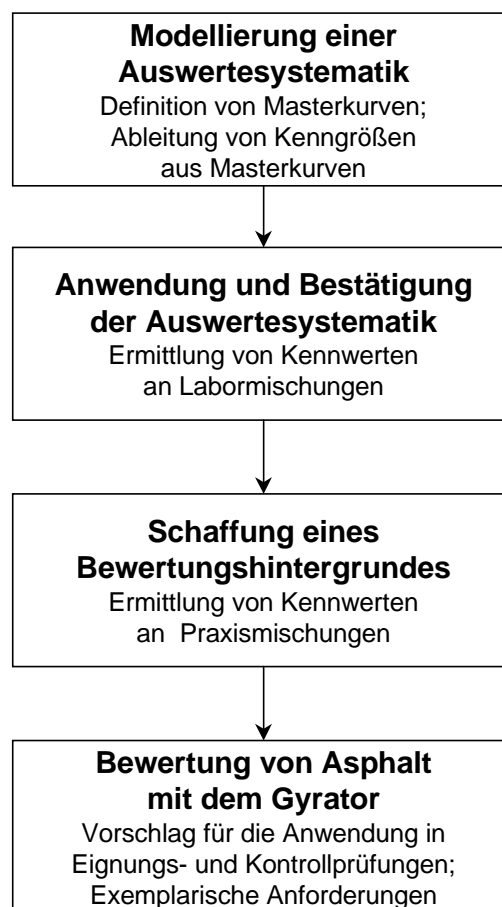 Modellierung einer
Auswertesystematik
Definition von Masterkurven;
Ableitung von Kenngrößen
aus Masterkurven
Anwendung und Bestätigung
der Auswertesystematik
Ermittlung von Kennwerten
an Labormischungen
Schaffung eines
Bewertungshintergrundes
Ermittlung von Kennwerten
an Praxismischungen
Bewertung von Asphalt
mit dem Gyrator
Vorschlag für die Anwendung in
Eignungs- und Kontrollprüfungen;
Exemplarische Anforderungen